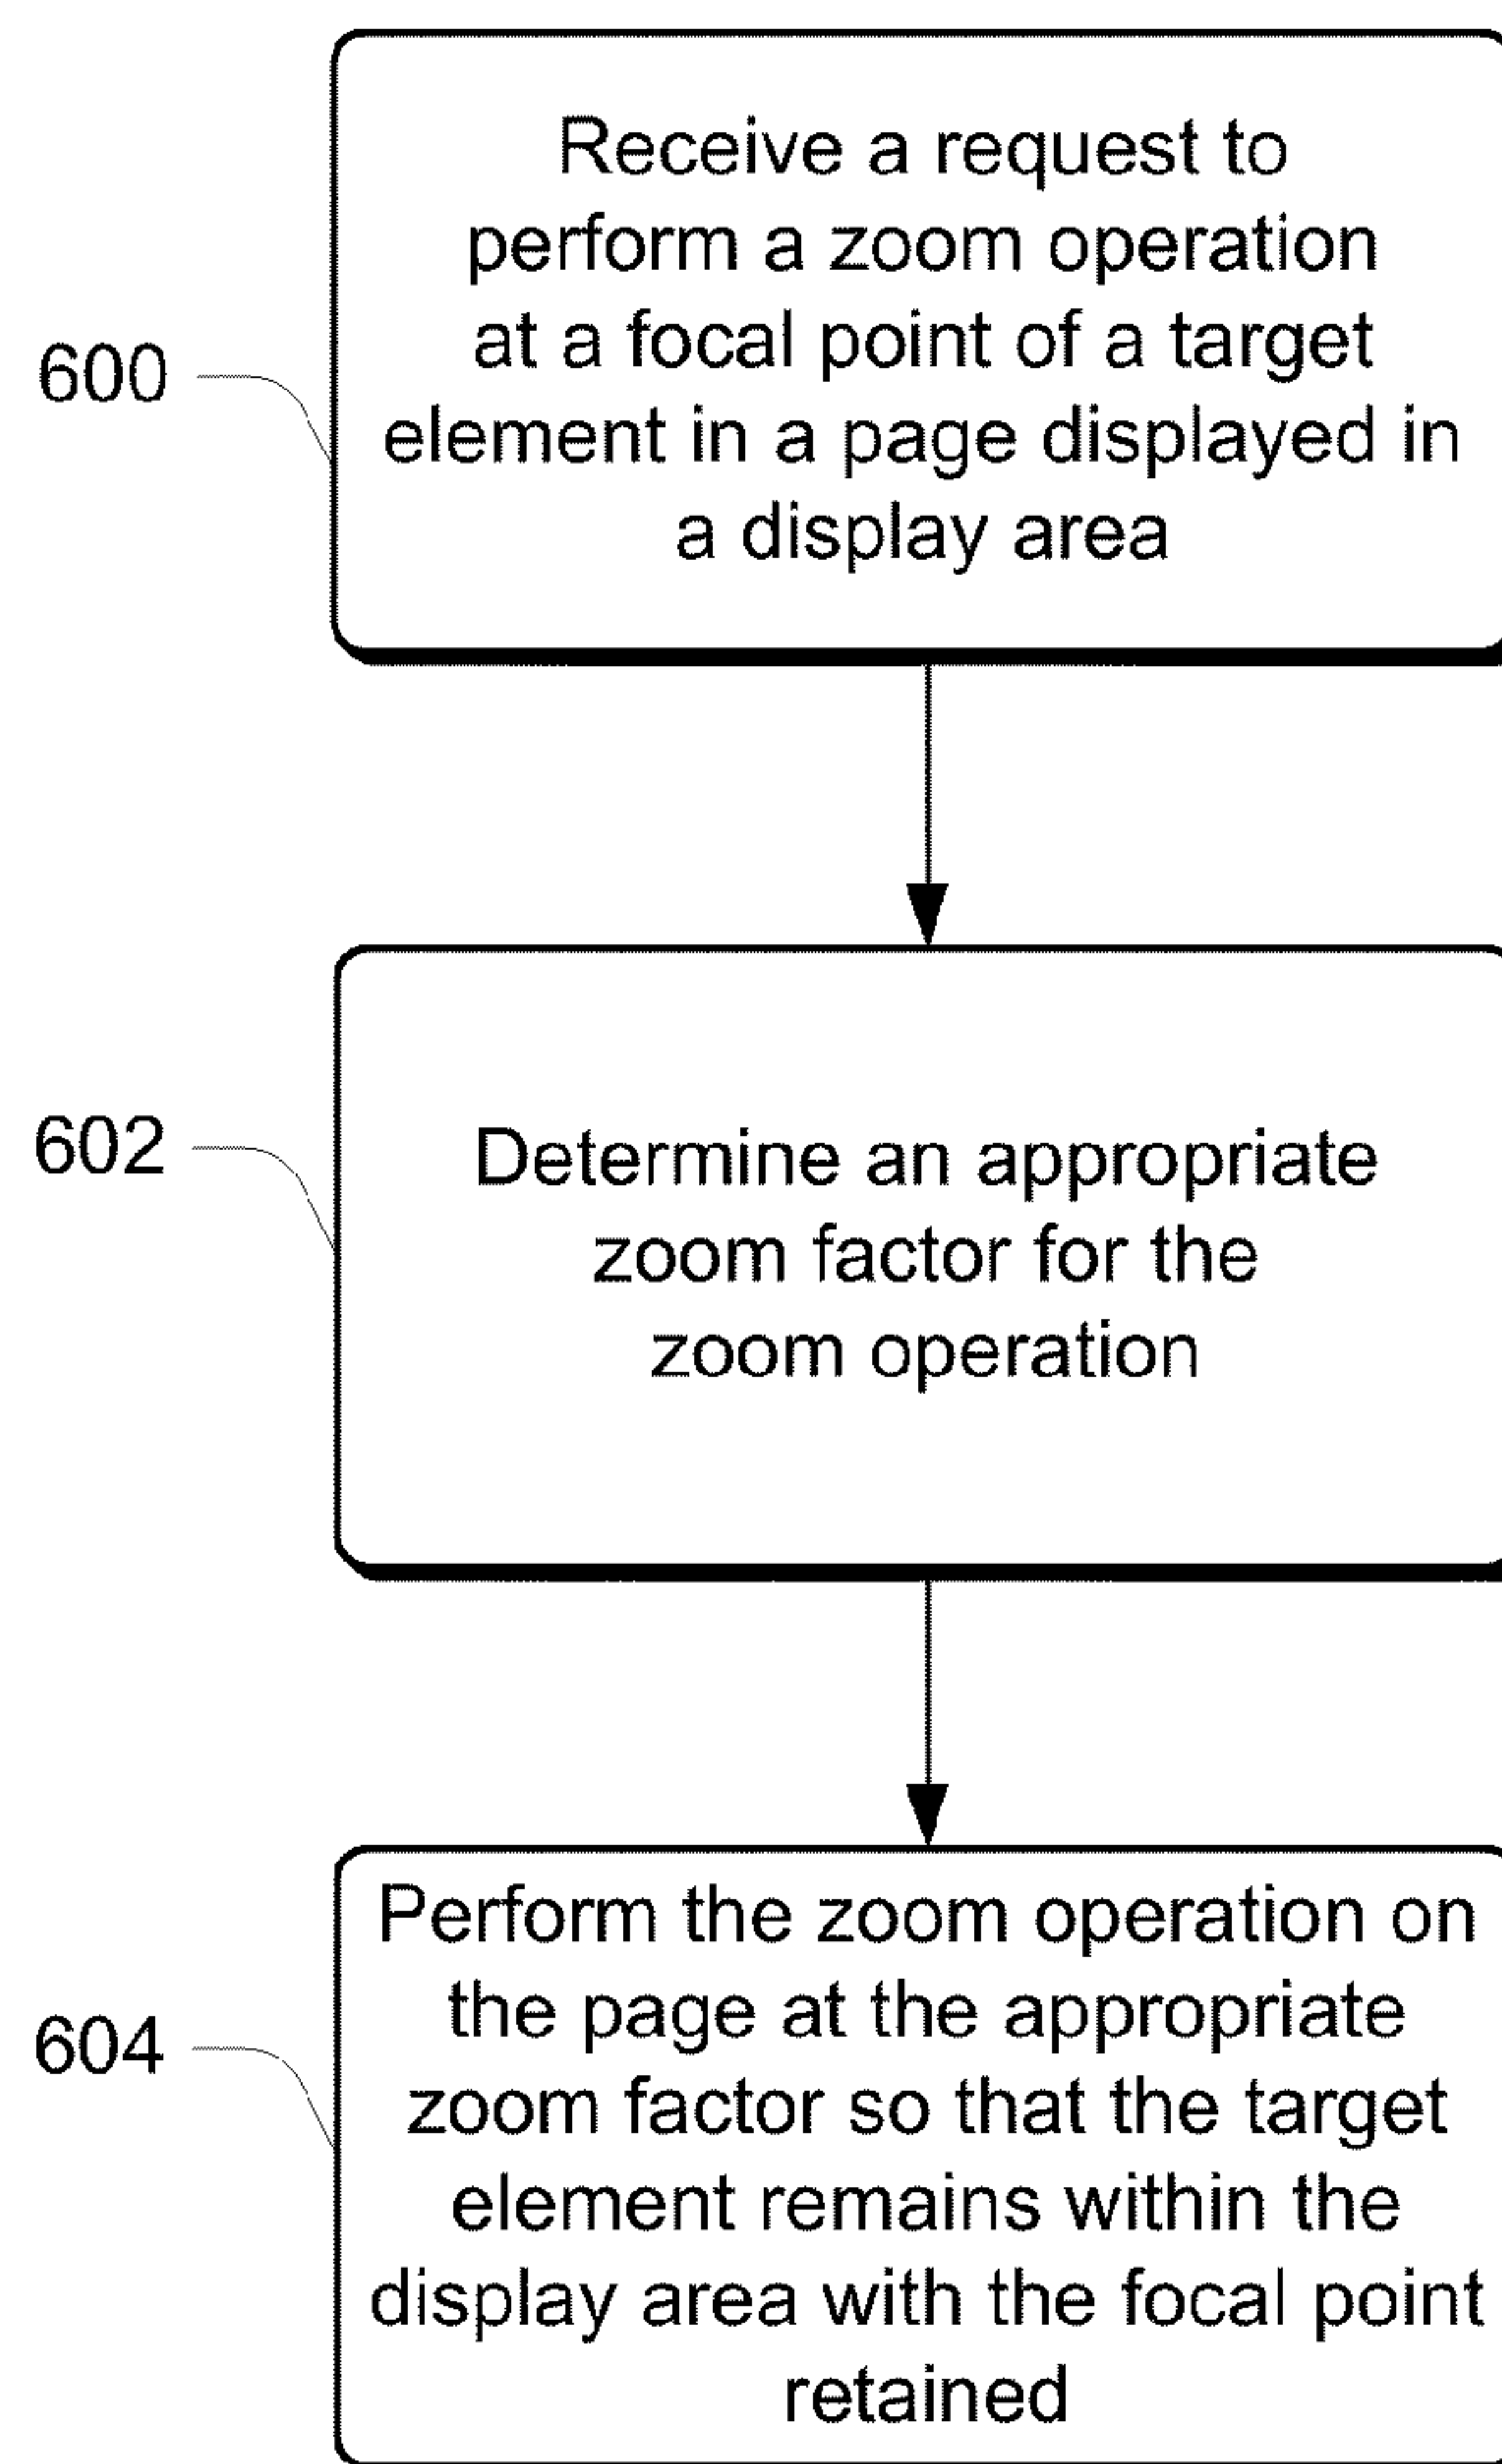 Receive a request to
perform a zoom operation
at a focal point of a target
element in a page displayed in
a display area
600
Determine an appropriate
zoom factor for the
zoom operation
602
Perform the zoom operation on
the page at the appropriate
zoom factor so that the target
element remains within the
display area with the focal point
retained
604